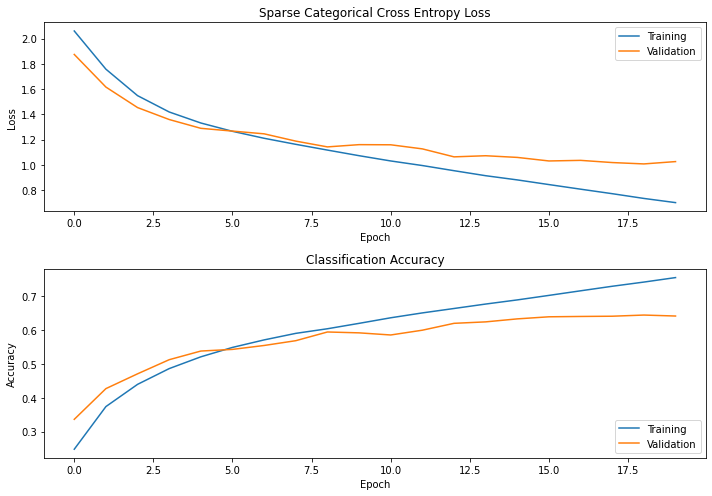 Sparse Categorical Cross Entropy Loss
2.0
1.8
1.6
1.4
1.2
1.0
0.8
Loss
Training
Validation
0.0 2.5 5.0 7.5 10.0 12.5 15.0 17.5
Epoch
Classification Accuracy
0.7
0.6
0.5
0.4
0.3
Accuracy
Training
Validation
0.0 2.5 5.0 7.5 10.0 12.5 15.0 17.5
Epoch